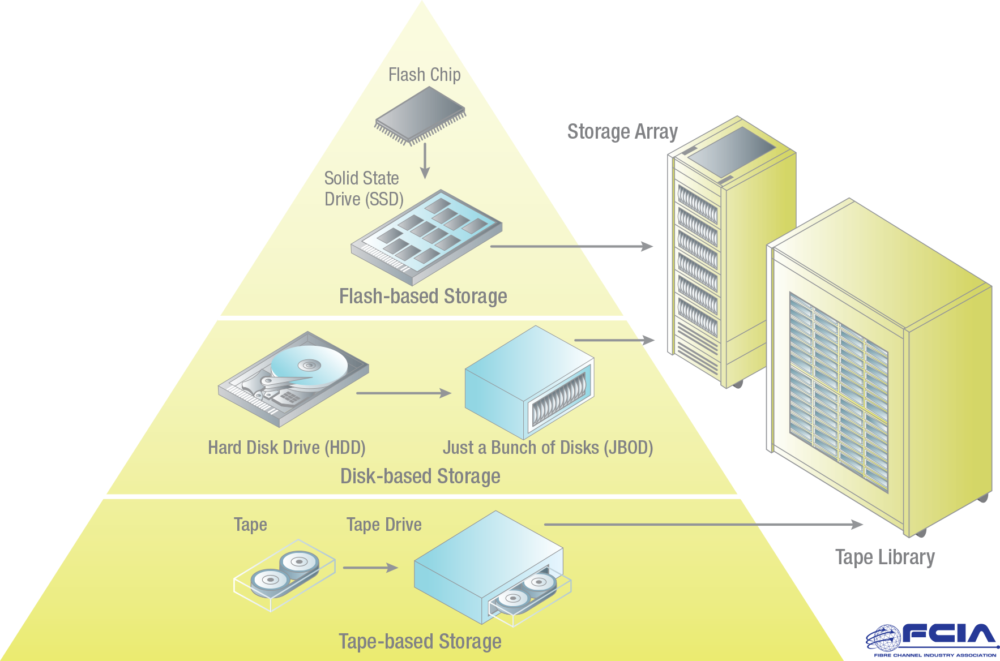 Flash Chip
Storage Array
Solid State
Drive (SSD)
Flash-based Storage
Hard Disk Drive (HDD)
Just a Bunch of Disks (JBOD)
Disk-based Storage
Tape
Tape Drive
Tape Library
Tape-based Storage
FCIA
FIBRE CHANNEL INDUSTRY ASSOCIATION